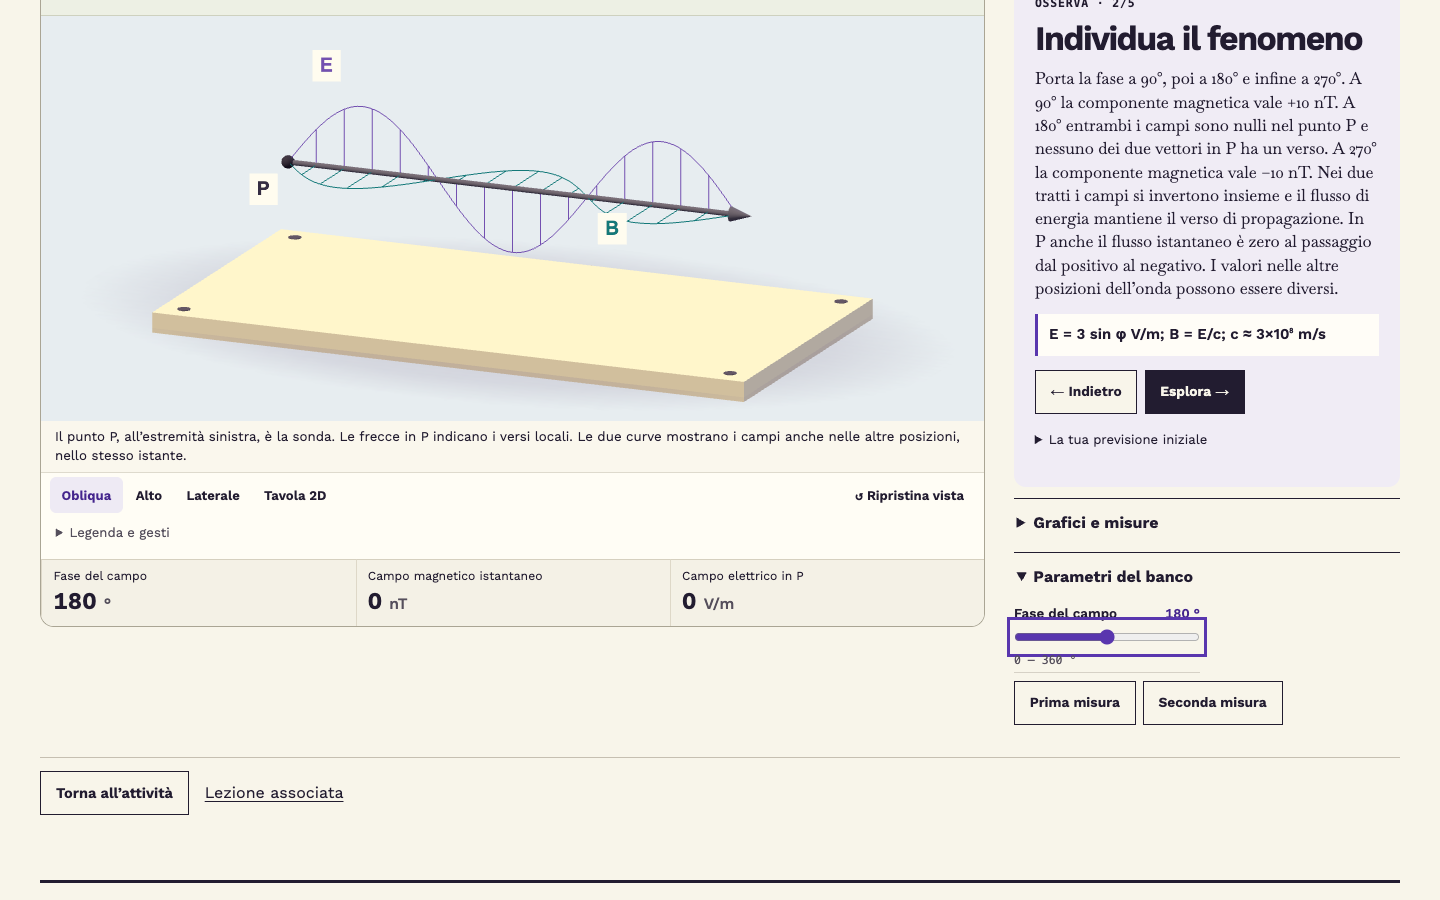 E
P
B
Il punto P, all’estremità sinistra, è la sonda. Le frecce in P indicano i versi locali. Le due curve mostrano i campi anche nelle altre posizioni,
nello stesso istante.
Obliqua Alto Laterale Tavola 2D ↺ Ripristina vista
▶ Legenda e gesti
Fase del campo
180 °
Campo magnetico istantaneo
0 nT
Campo elettrico in P
0 V/m
OSSERVA · 2/5
Individua il fenomeno
Porta la fase a 90°, poi a 180° e infine a 270°. A
90° la componente magnetica vale +10 nT. A
180° entrambi i campi sono nulli nel punto P e
nessuno dei due vettori in P ha un verso. A 270°
la componente magnetica vale −10 nT. Nei due
tratti i campi si invertono insieme e il flusso di
energia mantiene il verso di propagazione. In
P anche il flusso istantaneo è zero al passaggio
dal positivo al negativo. I valori nelle altre
posizioni dell’onda possono essere diversi.
E = 3 sin φ V/m; B = E/c; c ≈ 3×10⁸ m/s
← Indietro Esplora →
▶ La tua previsione iniziale
▶ Grafici e misure
▼ Parametri del banco
Fase del campo 180 °
0 — 360 °
Prima misura Seconda misura
Torna all’attività Lezione associata